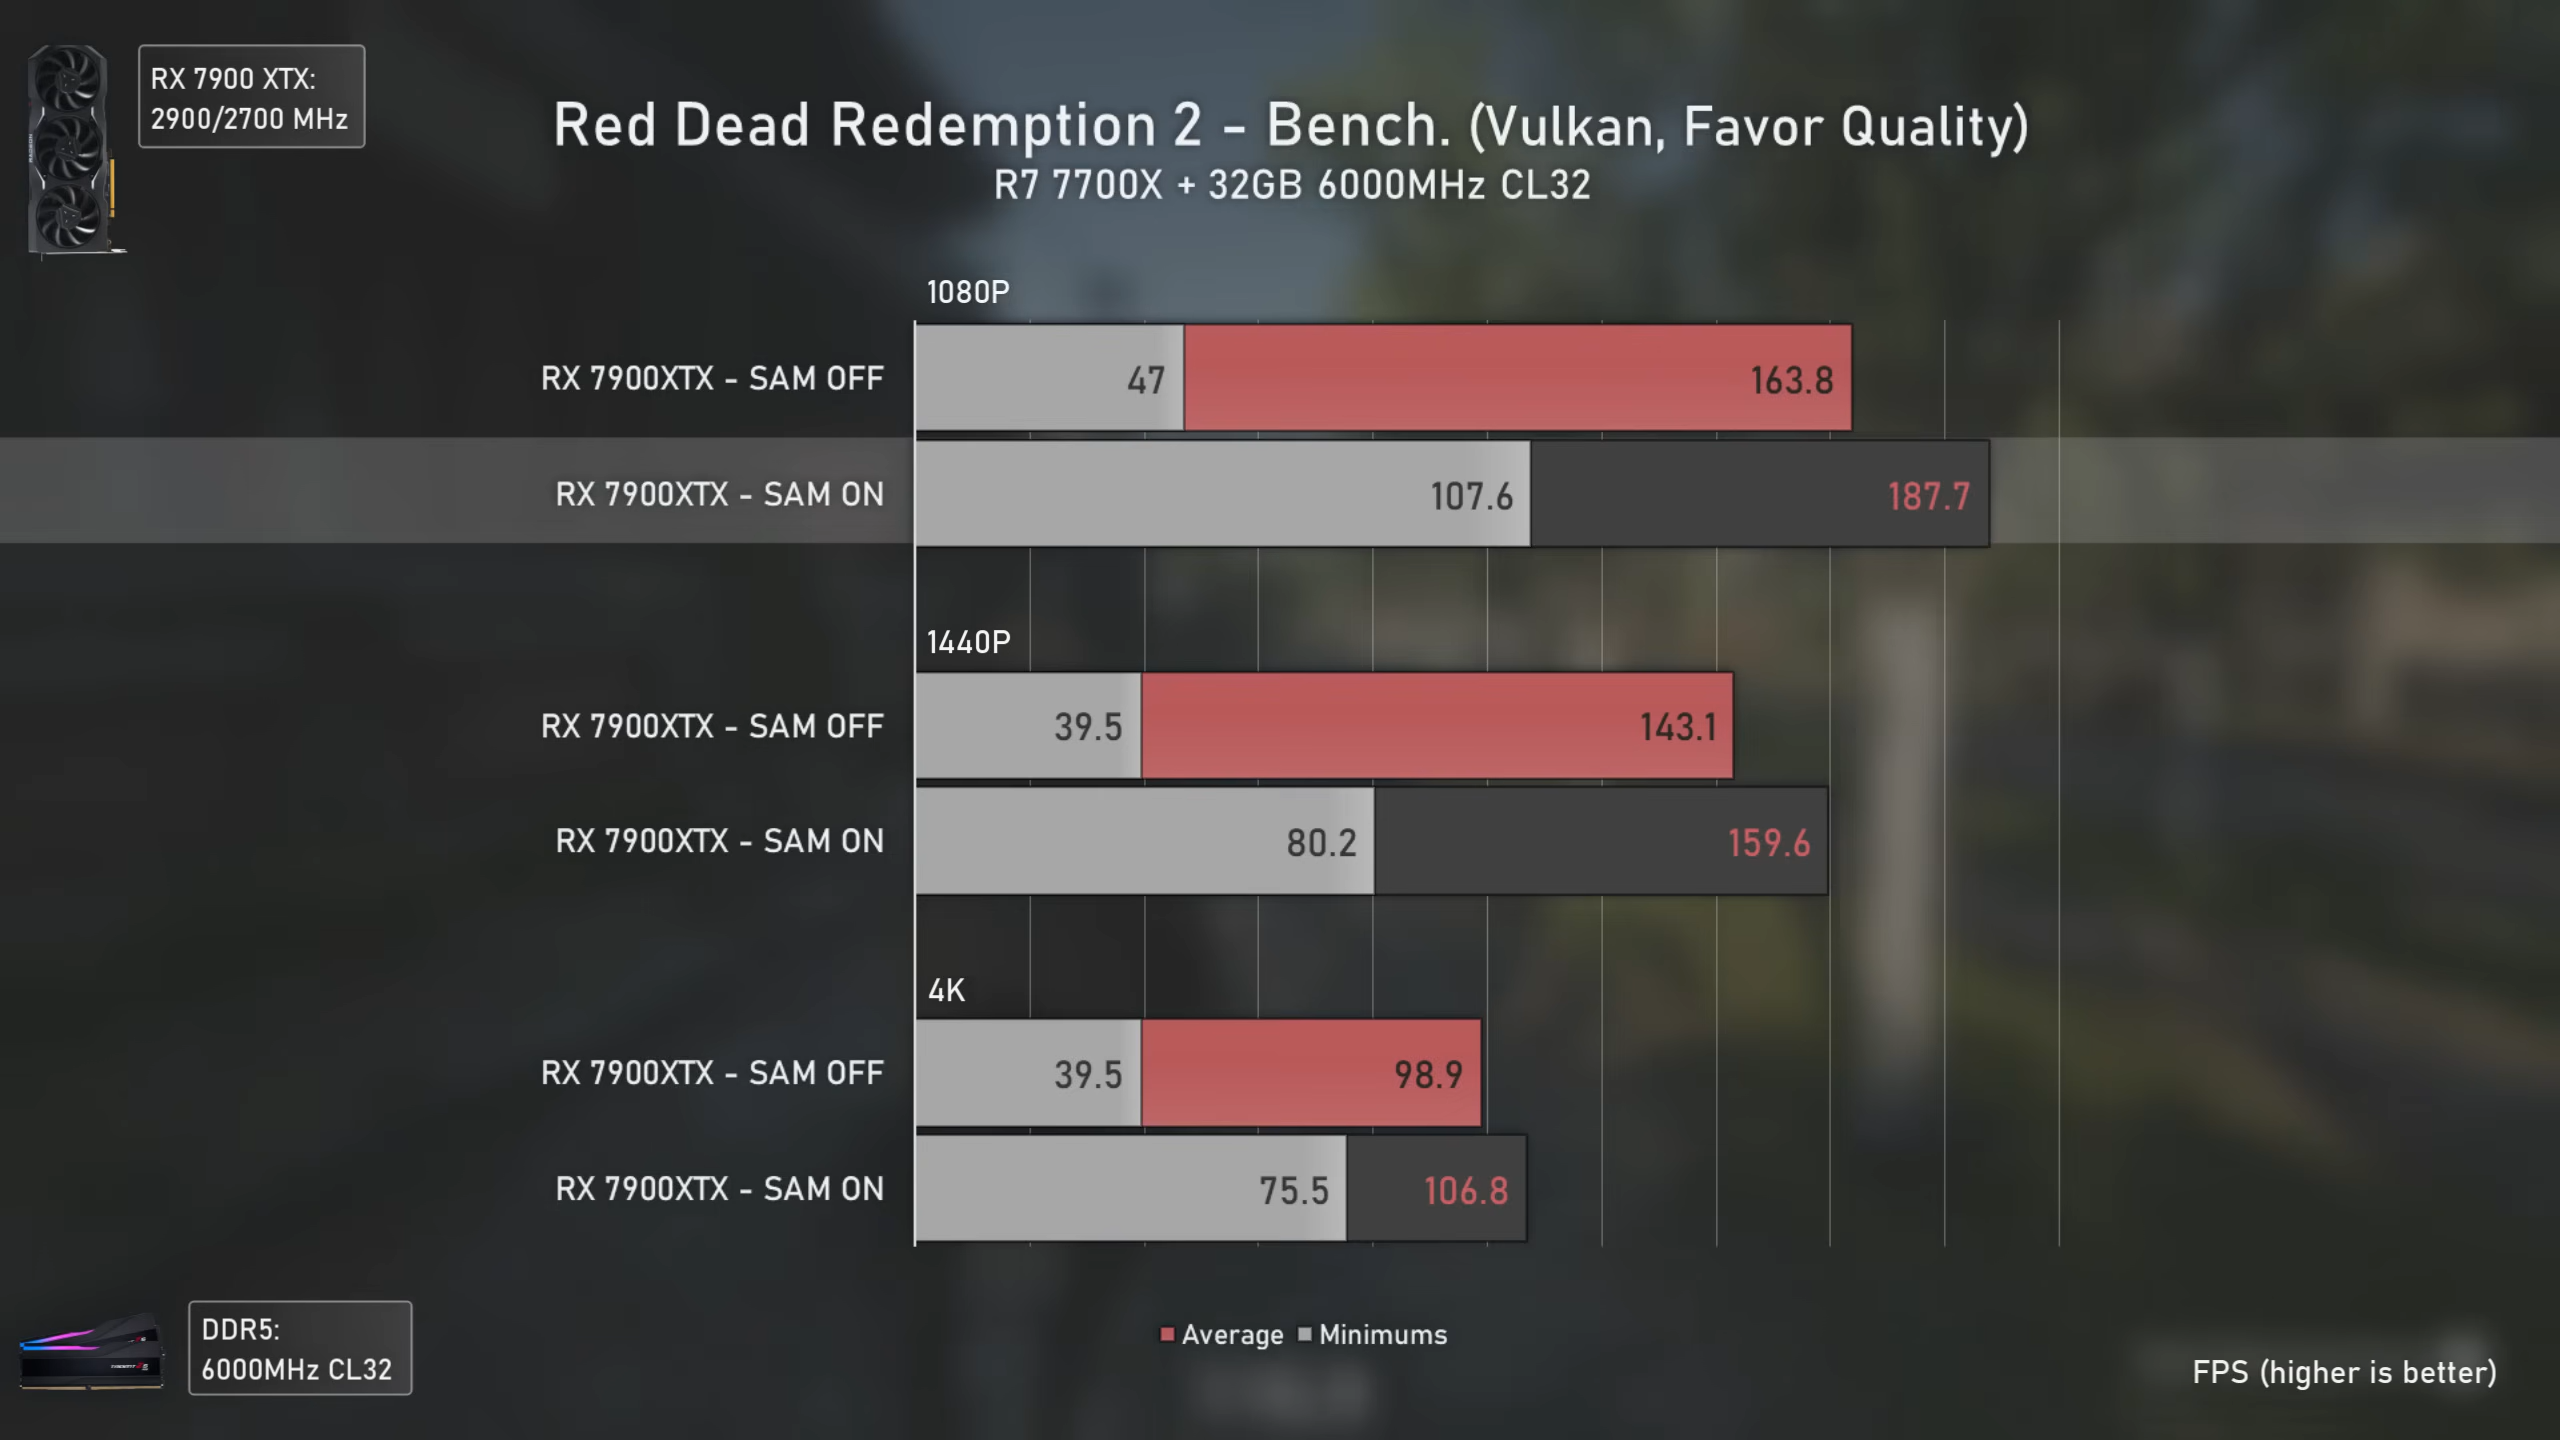 RX 7900 XTX:
2900/2700 MHz
Red Dead Redemption 2 - Bench. (Vulkan, Favor Quality)
R7 7700X + 32GB 6000MHz CL32
1080P
RX 7900XTX - SAM OFF
47
163.8
RX 7900XTX - SAM ON
107.6
187.7
1440P
RX 7900XTX - SAM OFF
39.5
143.1
RX 7900XTX - SAM ON
80.2
159.6
4K
RX 7900XTX - SAM OFF
39.5
98.9
RX 7900XTX - SAM ON
75.5
106.8
DDR5:
6000MHz CL32
Average
Minimums
FPS (higher is better)